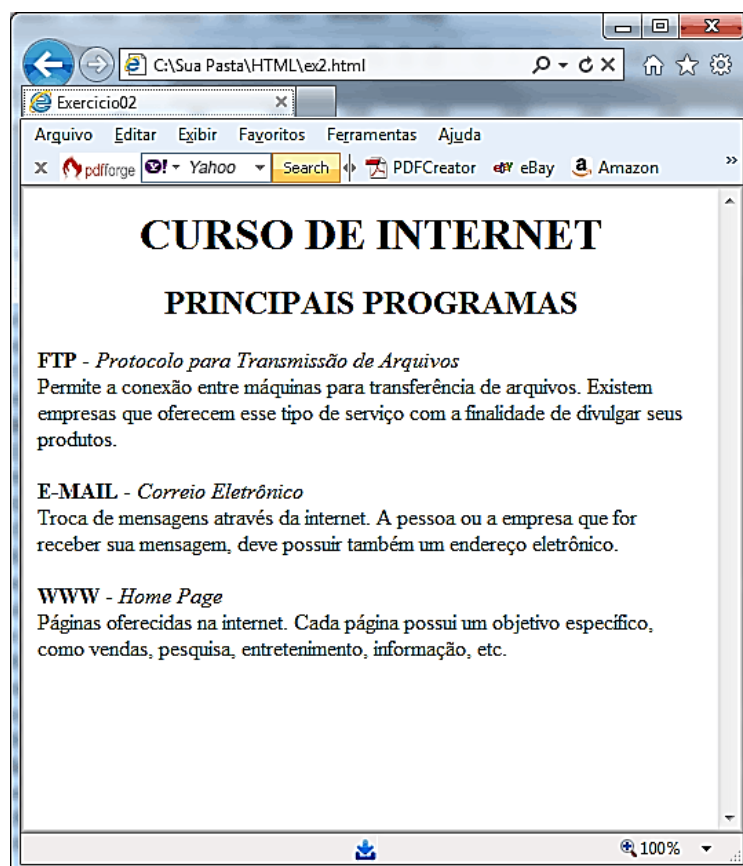 C:\Sua Pasta\HTML\ex2.html
Exercicio02
Arquivo Editar Exibir Favoritos Ferramentas Ajuda
x pdfforge Y! Yahoo Search PDFCreator ebY eBay a Amazon »
CURSO DE INTERNET
PRINCIPAIS PROGRAMAS
FTP - Protocolo para Transmissão de Arquivos
Permite a conexão entre máquinas para transferência de arquivos. Existem
empresas que oferecem esse tipo de serviço com a finalidade de divulgar seus
produtos.
E-MAIL - Correio Eletrônico
Troca de mensagens através da internet. A pessoa ou a empresa que for
receber sua mensagem, deve possuir também um endereço eletrônico.
WWW - Home Page
Páginas oferecidas na internet. Cada página possui um objetivo específico,
como vendas, pesquisa, entretenimento, informação, etc.
100%